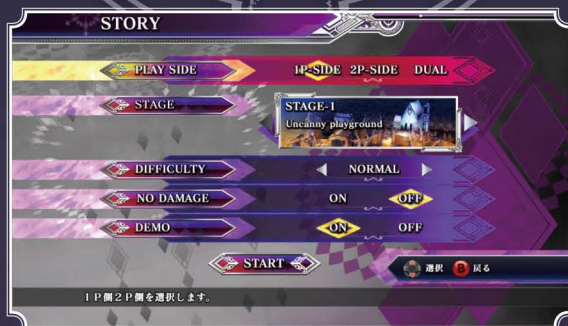 STORY
PLAY SIDE
1P-SIDE 2P-SIDE DUAL
STAGE
STAGE-1
Uncanny playground
DIFFICULTY
NORMAL
NO DAMAGE
ON OFF
DEMO
ON OFF
START
選択 B 戻る
1P側2P側を選択します。